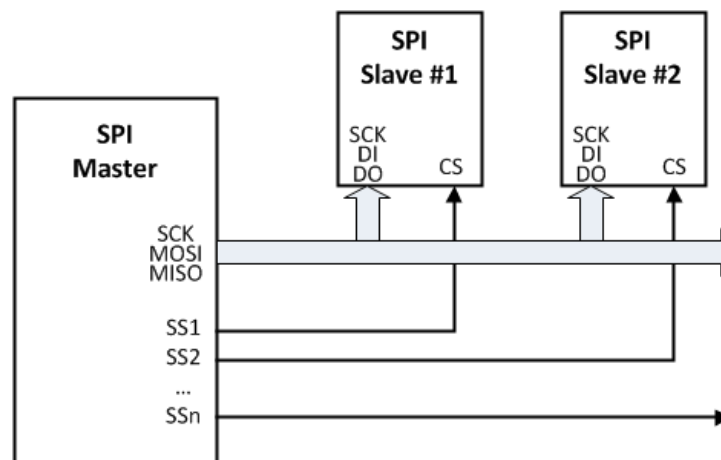 SPI
Slave #1
SCK
DI
DO
CS
SPI
Slave #2
SCK
DI
DO
CS
SPI
Master
SCK
MOSI
MISO
SS1
SS2
...
SSn